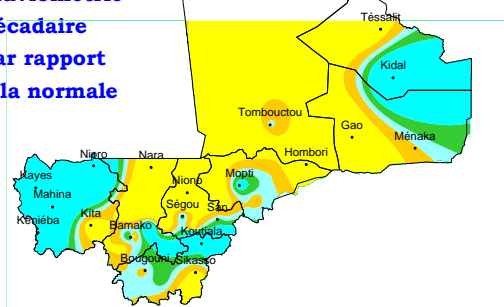 écadaire
ar rapport
la normale
Téssalit
Kidal
Tombouctou
Gao
Ménaka
Hombori
Nioro
Nara
Mopti
Kayes
Niono
Mahina
Ségou
San
Kita
Kéniéba
Bamako
Koutiala
Bougouni
Sikasso